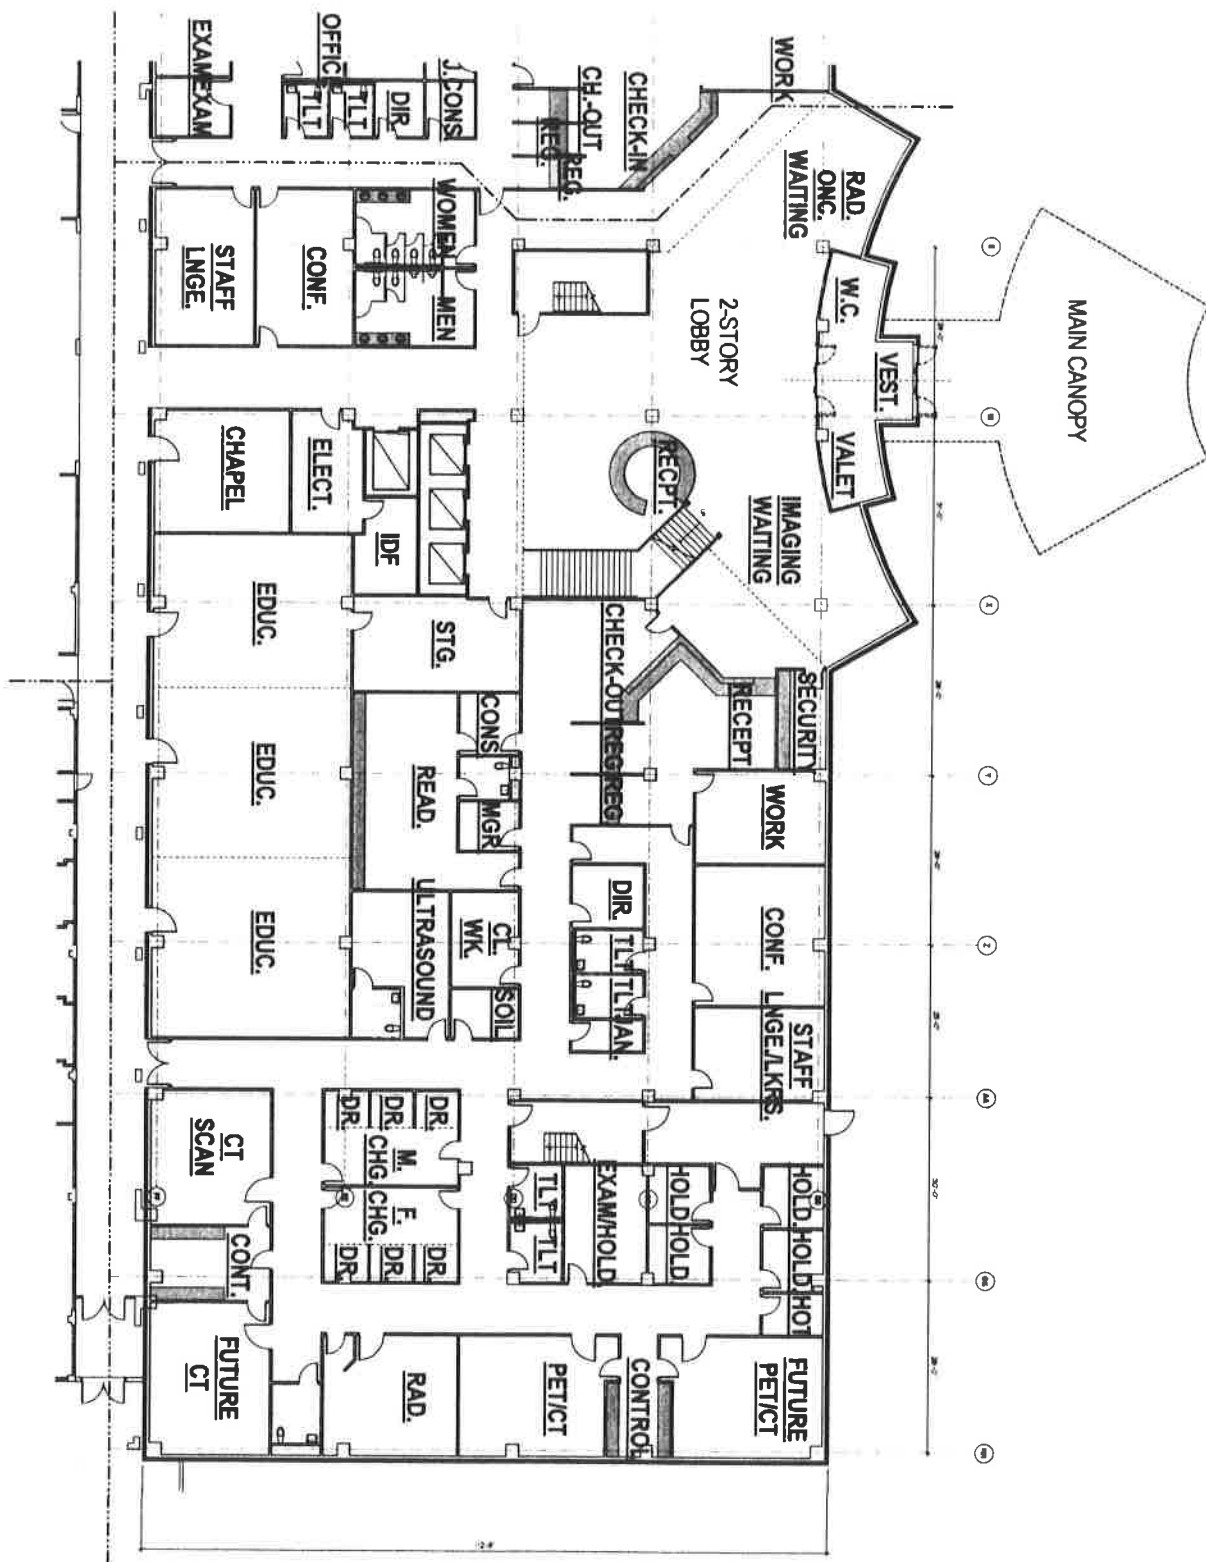 MAIN CANOPY
WORK
RAD.
ONC.
WAITING
W.C.
VEST.
VALET
IMAGING
WAITING
2-STORY
LOBBY
RECPT.
CHECK-IN
CH.-OUT
REG.
REG.
OFFICE
EXAM
EXAM
TLT
TLT
DIR
J.CONS
WOMEN
MEN
STAFF
LNGE.
CONF.
CHAPEL
ELECT.
IDF
EDUC.
EDUC.
EDUC.
STG.
CHECK-OUT
REG
REG
RECEPT
SECURITY
WORK
CONS
MGR
READ.
ULTRASOUND
CL.
WK.
SOIL
DIR.
TLT
TLT
JAN.
CONF.
STAFF
LNGE./LKRS.
CT
SCAN
CONT.
FUTURE
CT
DR.
DR.
DR.
M.
CHG.
F.
CHG.
DR.
DR.
DR.
TLT
TLT
EXAM/HOLD
HOLD
HOLD
HOLD.
HOLD.
HOT
RAD.
PET/CT
CONTROL
FUTURE
PET/CT